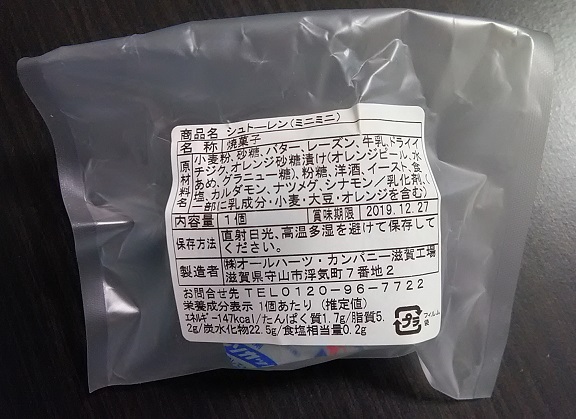 商品名 シュトーレン(ミニミニ)
名称 焼菓子
原材料名 小麦粉、砂糖、バター、レーズン、牛乳、ドライイ
チジク、オレンジ砂糖漬け(オレンジピール、水
あめ、グラニュー糖)、粉糖、洋酒、イースト、食
塩、カルダモン、ナツメグ、シナモン/乳化剤、(
一部に乳成分・小麦・大豆・オレンジを含む)
内容量 1個 賞味期限 2019.12.27
保存方法 直射日光、高温多湿を避けて保存して
ください。
製造者 ㈱オールハーツ・カンパニー滋賀工場
滋賀県守山市浮気町7番地2
お問合せ先 TEL0120-96-7722
栄養成分表示 1個あたり (推定値)
エネルギー147kcal/たんぱく質1.7g/脂質5.
2g/炭水化物22.5g/食塩相当量0.2g
プラ
フィルム
袋